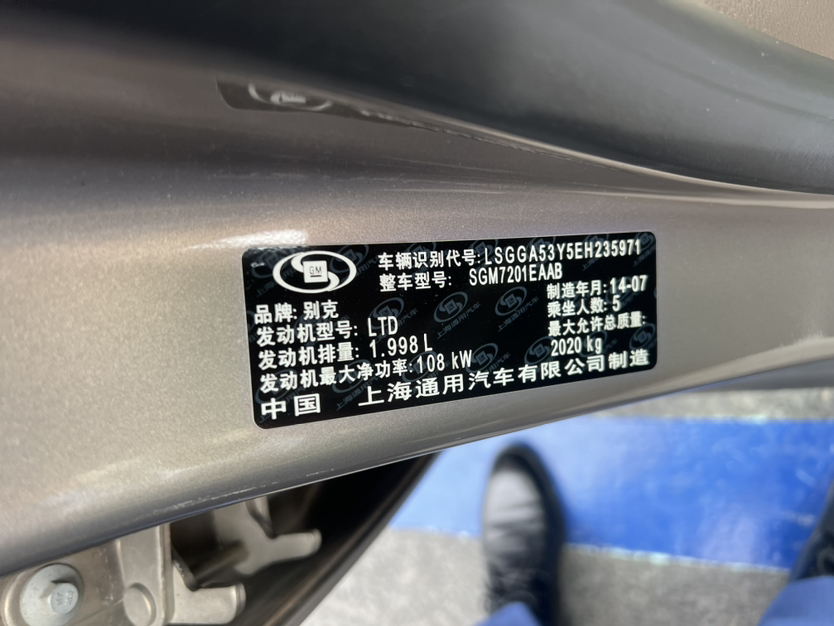 GM
车辆识别代号: LSGGA53Y5EH235971
整车型号: SGM7201EAAB
品牌: 别克
制造年月: 14-07
发动机型号: LTD
乘坐人数: 5
发动机排量: 1.998 L
最大允许总质量:
2020 kg
发动机最大净功率: 108 kW
中国 上海通用汽车有限公司制造